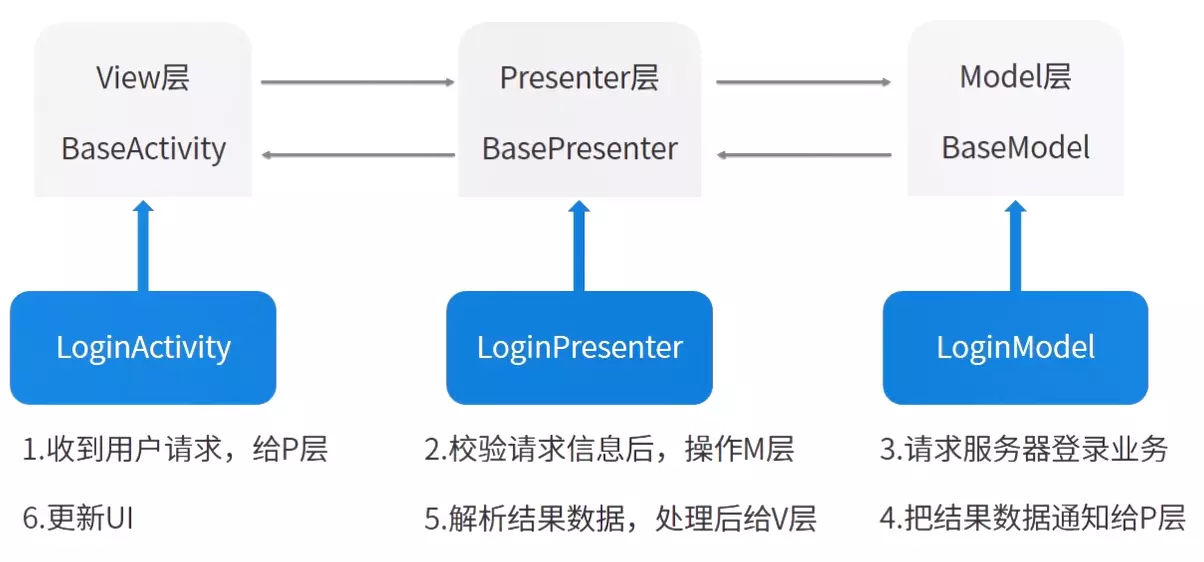 View层
Presenter层
Model层
BaseActivity
BasePresenter
BaseModel
LoginActivity
LoginPresenter
LoginModel
1.收到用户请求，给P层
2.校验请求信息后，操作M层
3.请求服务器登录业务
6.更新UI
5.解析结果数据，处理后给V层
4.把结果数据通知给P层